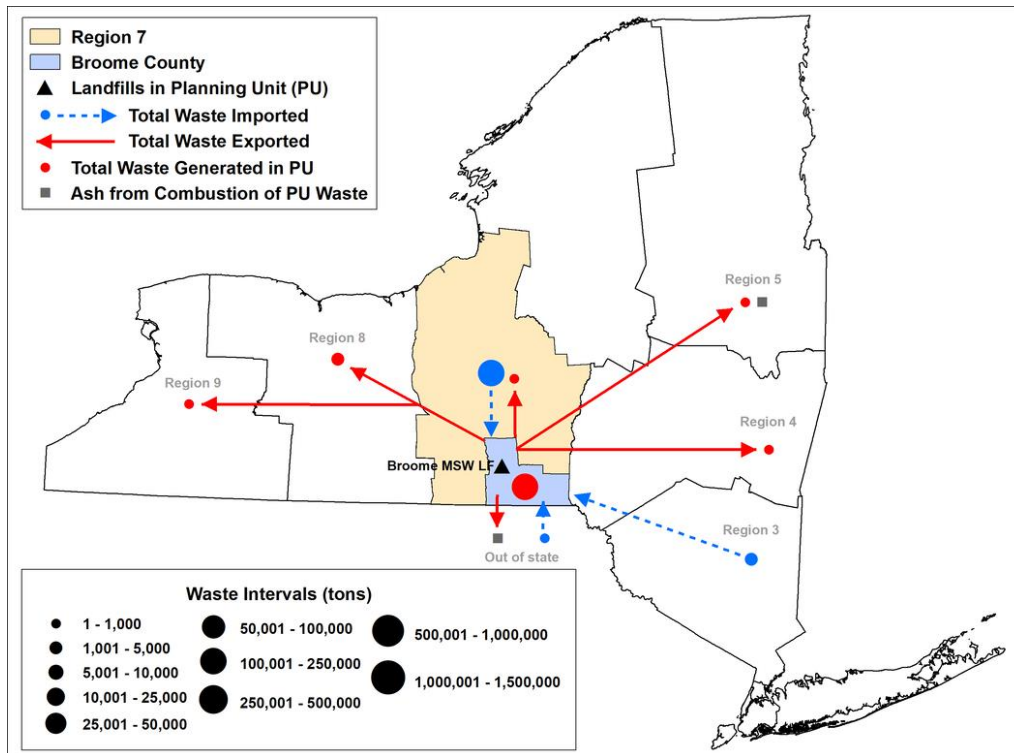 Region 7
Broome County
Landfills in Planning Unit (PU)
Total Waste Imported
Total Waste Exported
Total Waste Generated in PU
Ash from Combustion of PU Waste
Region 5
Region 8
Region 9
Region 4
Broome MSW LF
Region 3
Out of state
Waste Intervals (tons)
1 - 1,000
1,001 - 5,000
5,001 - 10,000
10,001 - 25,000
25,001 - 50,000
50,001 - 100,000
100,001 - 250,000
250,001 - 500,000
500,001 - 1,000,000
1,000,001 - 1,500,000